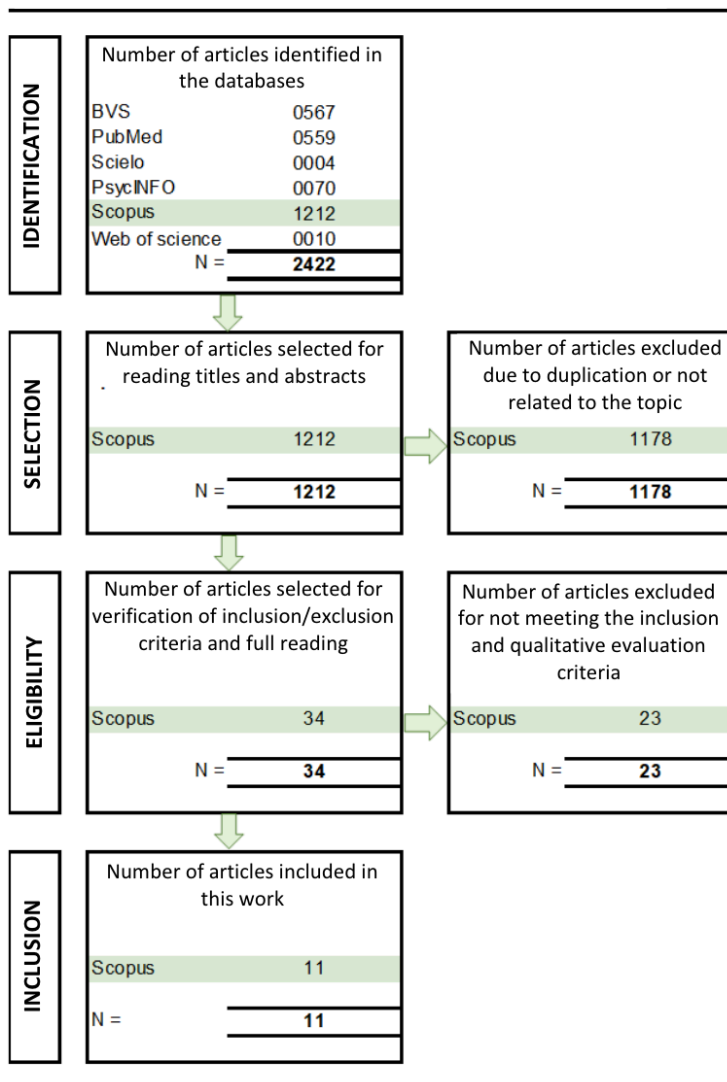 IDENTIFICATION
Number of articles identified in
the databases
BVS 0567
PubMed 0559
Scielo 0004
PsycINFO 0070
Scopus 1212
Web of science 0010
N = 2422
SELECTION
Number of articles selected for
reading titles and abstracts
.
Scopus 1212
N = 1212
Number of articles excluded
due to duplication or not
related to the topic
Scopus 1178
N = 1178
ELIGIBILITY
Number of articles selected for
verification of inclusion/exclusion
criteria and full reading
Scopus 34
N = 34
Number of articles excluded
for not meeting the inclusion
and qualitative evaluation
criteria
Scopus 23
N = 23
INCLUSION
Number of articles included in
this work
Scopus 11
N = 11